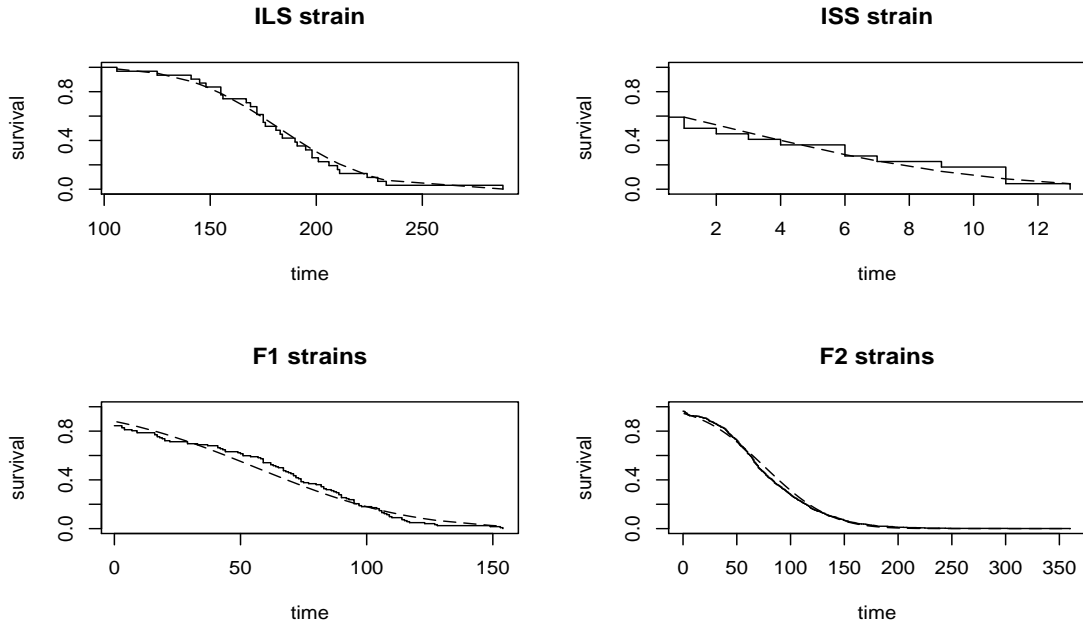 ILS strain
survival
0.0 0.4 0.8
100 150 200 250
time
ISS strain
survival
0.0 0.4 0.8
2 4 6 8 10 12
time
F1 strains
survival
0.0 0.4 0.8
0 50 100 150
time
F2 strains
survival
0.0 0.4 0.8
0 50 100 150 200 250 300 350
time